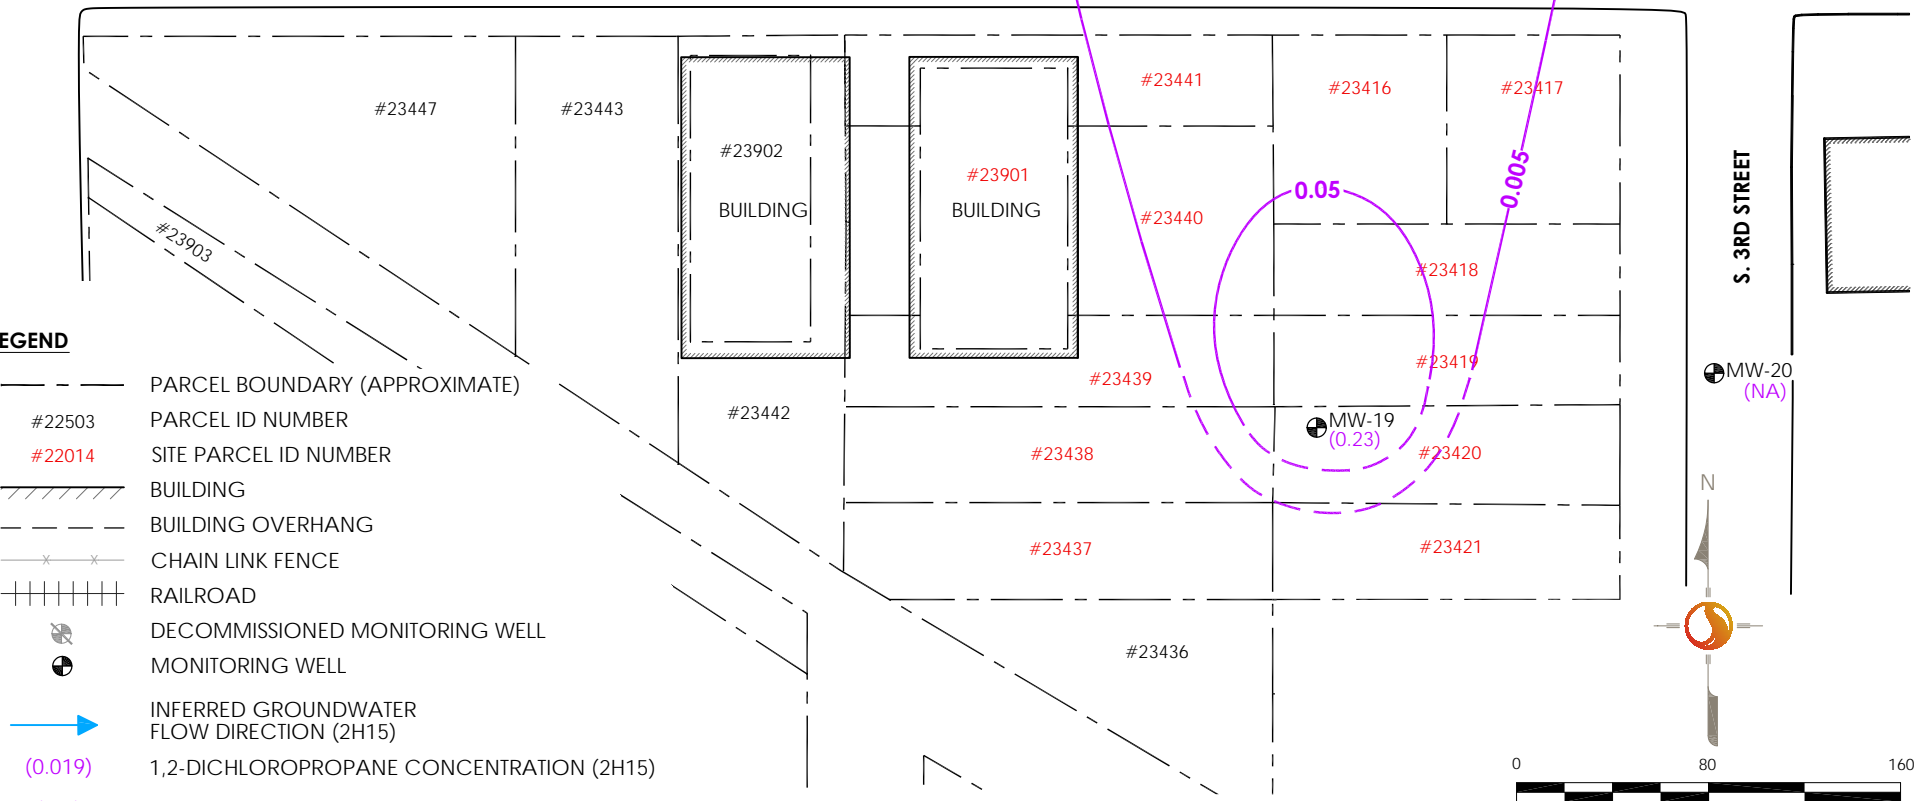 #23447
#23443
#23902
BUILDING
#23901
BUILDING
#23441
#23416
#23417
#23440
0.05
0.005
#23418
#23903
#23419
#23439
#23442
MW-19
(0.23)
#23438
#23420
#23437
#23421
#23436
S. 3RD STREET
MW-20
(NA)
N
EGEND
PARCEL BOUNDARY (APPROXIMATE)
#22503 PARCEL ID NUMBER
#22014 SITE PARCEL ID NUMBER
BUILDING
BUILDING OVERHANG
x x CHAIN LINK FENCE
RAILROAD
DECOMMISSIONED MONITORING WELL
MONITORING WELL
INFERRED GROUNDWATER
FLOW DIRECTION (2H15)
(0.019) 1,2-DICHLOROPROPANE CONCENTRATION (2H15)
0 80 160